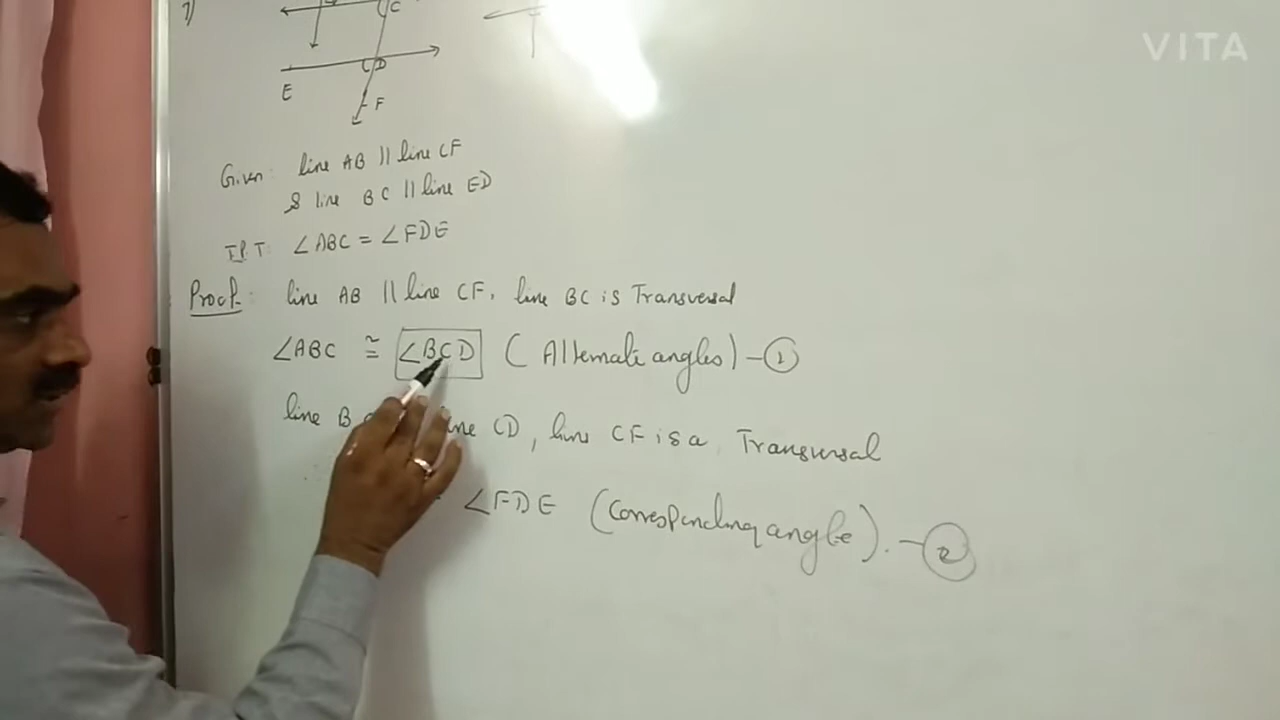 7)
C
D
E
F
VITA
Given: line AB || line CF
& line BC || line ED
T.P.T: ∠ABC = ∠FDE
Proof: line AB || line CF, line BC is Transversal
∠ABC ≅ ∠BCD (Alternate angles) — ①
line B line CD, line CF is a Transversal
∠FDE (Corresponding angle). — ②